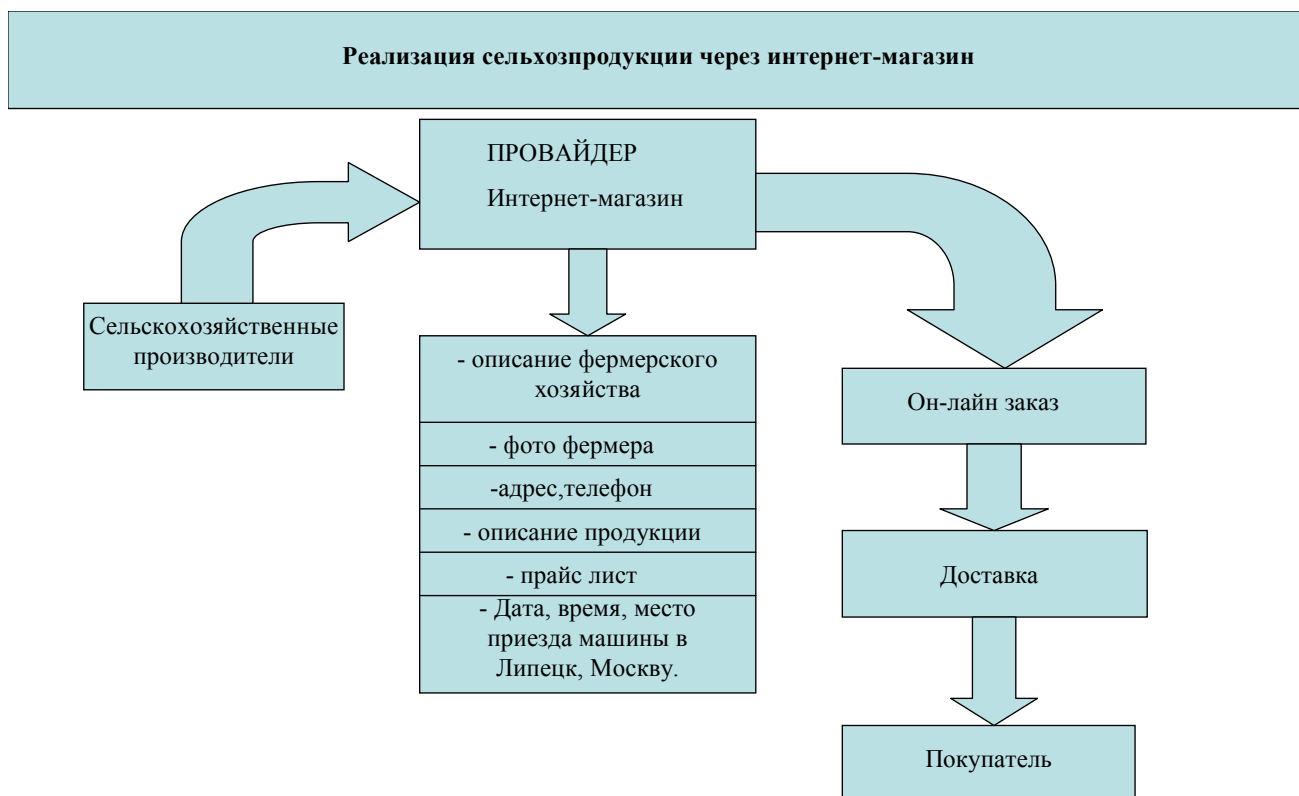 Реализация сельхозпродукции через интернет-магазин
ПРОВАЙДЕР
Интернет-магазин
Сельскохозяйственные
производители
- описание фермерского
хозяйства
- фото фермера
-адрес,телефон
- описание продукции
- прайс лист
- Дата, время, место
приезда машины в
Липецк, Москву.
Он-лайн заказ
Доставка
Покупатель